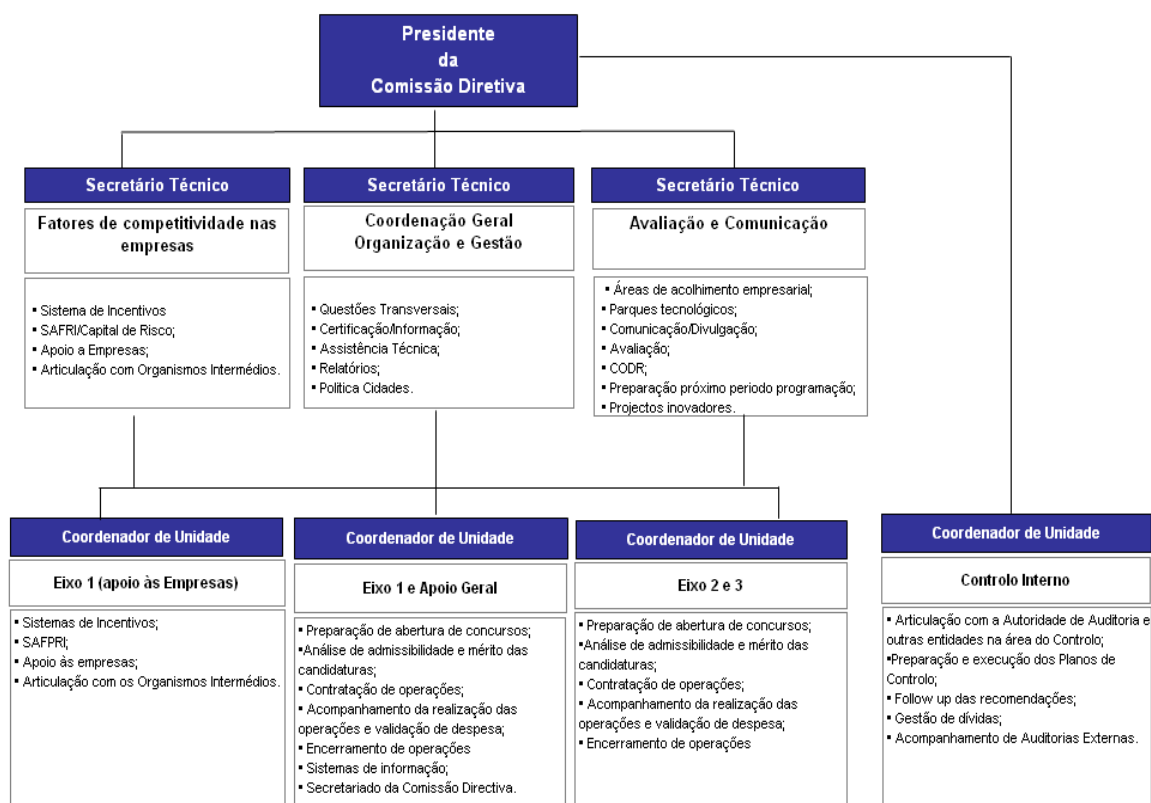 Presidente
da
Comissão Diretiva
Secretário Técnico
Fatores de competitividade nas
empresas
▪ Sistema de Incentivos
▪ SAFRI/Capital de Risco;
▪ Apoio a Empresas;
▪ Articulação com Organismos Intermédios.
Secretário Técnico
Coordenação Geral
Organização e Gestão
▪ Questões Transversais;
▪ Certificação/Informação;
▪ Assistência Técnica;
▪ Relatórios;
▪ Politica Cidades.
Secretário Técnico
Avaliação e Comunicação
▪ Áreas de acolhimento empresarial;
▪ Parques tecnológicos;
▪ Comunicação/Divulgação;
▪ Avaliação;
▪ CODR;
▪ Preparação próximo periodo programação;
▪ Projectos inovadores.
Coordenador de Unidade
Eixo 1 (apoio às Empresas)
▪ Sistemas de Incentivos;
▪ SAFPRI;
▪ Apoio às empresas;
▪ Articulação com os Organismos Intermédios.
Coordenador de Unidade
Eixo 1 e Apoio Geral
▪ Preparação de abertura de concursos;
▪Análise de admissibilidade e mérito das
candidaturas;
▪ Contratação de operações;
▪ Acompanhamento da realização das
operações e validação de despesa;
▪ Encerramento de operações
▪ Sistemas de informação;
▪ Secretariado da Comissão Directiva.
Coordenador de Unidade
Eixo 2 e 3
▪ Preparação de abertura de concursos;
▪Análise de admissibilidade e mérito das
candidaturas;
▪ Contratação de operações;
▪ Acompanhamento da realização das
operações e validação de despesa;
▪ Encerramento de operações
Coordenador de Unidade
Controlo Interno
▪ Articulação com a Autoridade de Auditoria e
outras entidades na área do Controlo;
▪Preparação e execução dos Planos de
Controlo;
▪ Follow up das recomendações;
▪ Gestão de dívidas;
▪ Acompanhamento de Auditorias Externas.